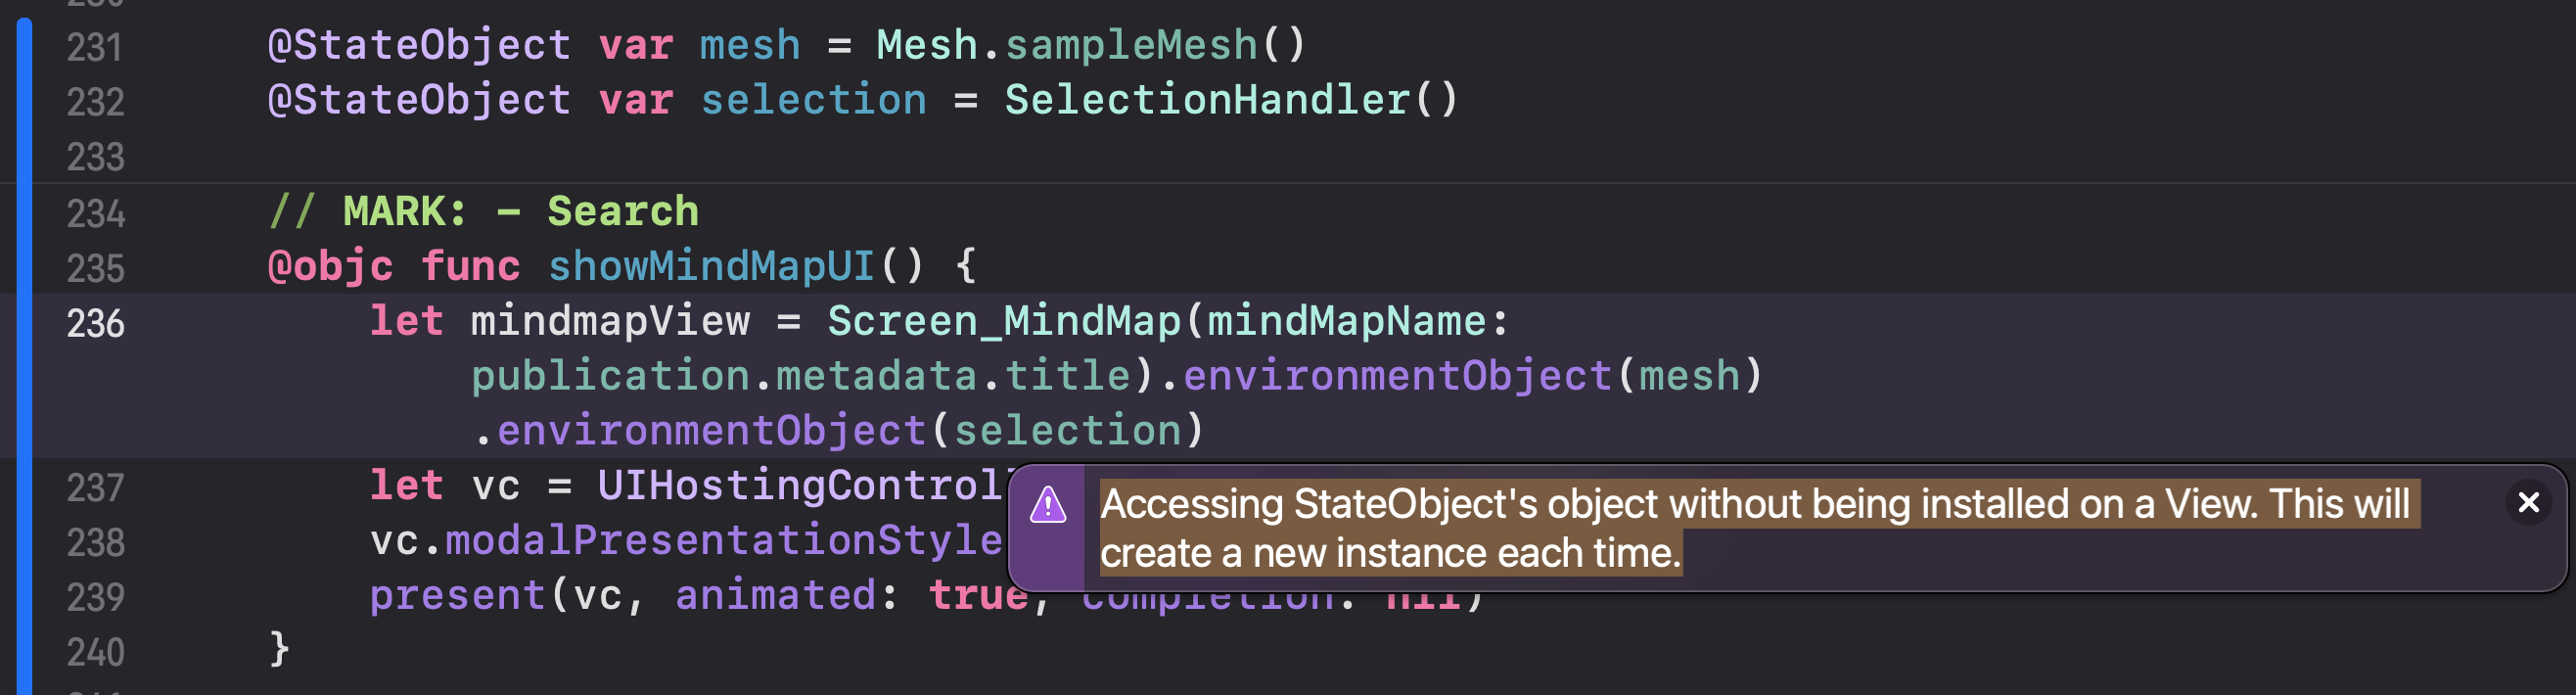 231 @StateObject var mesh = Mesh.sampleMesh()
232 @StateObject var selection = SelectionHandler()
233
234 // MARK: - Search
235 @objc func showMindMapUI() {
236 let mindmapView = Screen_MindMap(mindMapName:
publication.metadata.title).environmentObject(mesh)
.environmentObject(selection)
237 let vc = UIHostingControl
Accessing StateObject's object without being installed on a View. This will
create a new instance each time.
238 vc.modalPresentationStyle
239 present(vc, animated: true, completion: nil)
240 }